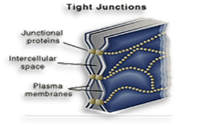 Tight Junctions
Junctional
proteins
Intercellular
space
Plasma
membranes